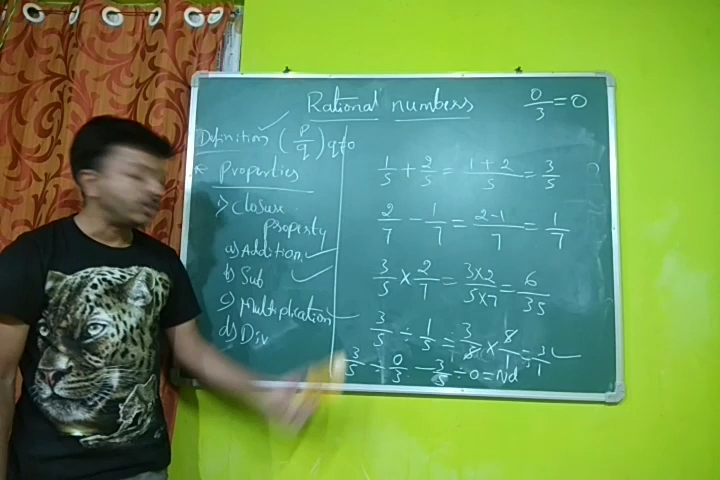 Rational numbers
0/3 = 0
Definition ✓ (p/q) q≠0
* Properties
1) Closure
property
a) Addition ✓
b) Sub ✓
c) Multiplication ✓
d) Div
1/5 + 2/5 = 1+2/5 = 3/5
2/7 − 1/7 = 2-1/7 = 1/7
3/5 × 2/7 = 3×2/5×7 = 6/35
3/5 ÷ 1/5 = 3/5 × 5/1 = 3/1 ✓
3/5 ÷ 0/3 = 3/5 ÷ 0 = Nd